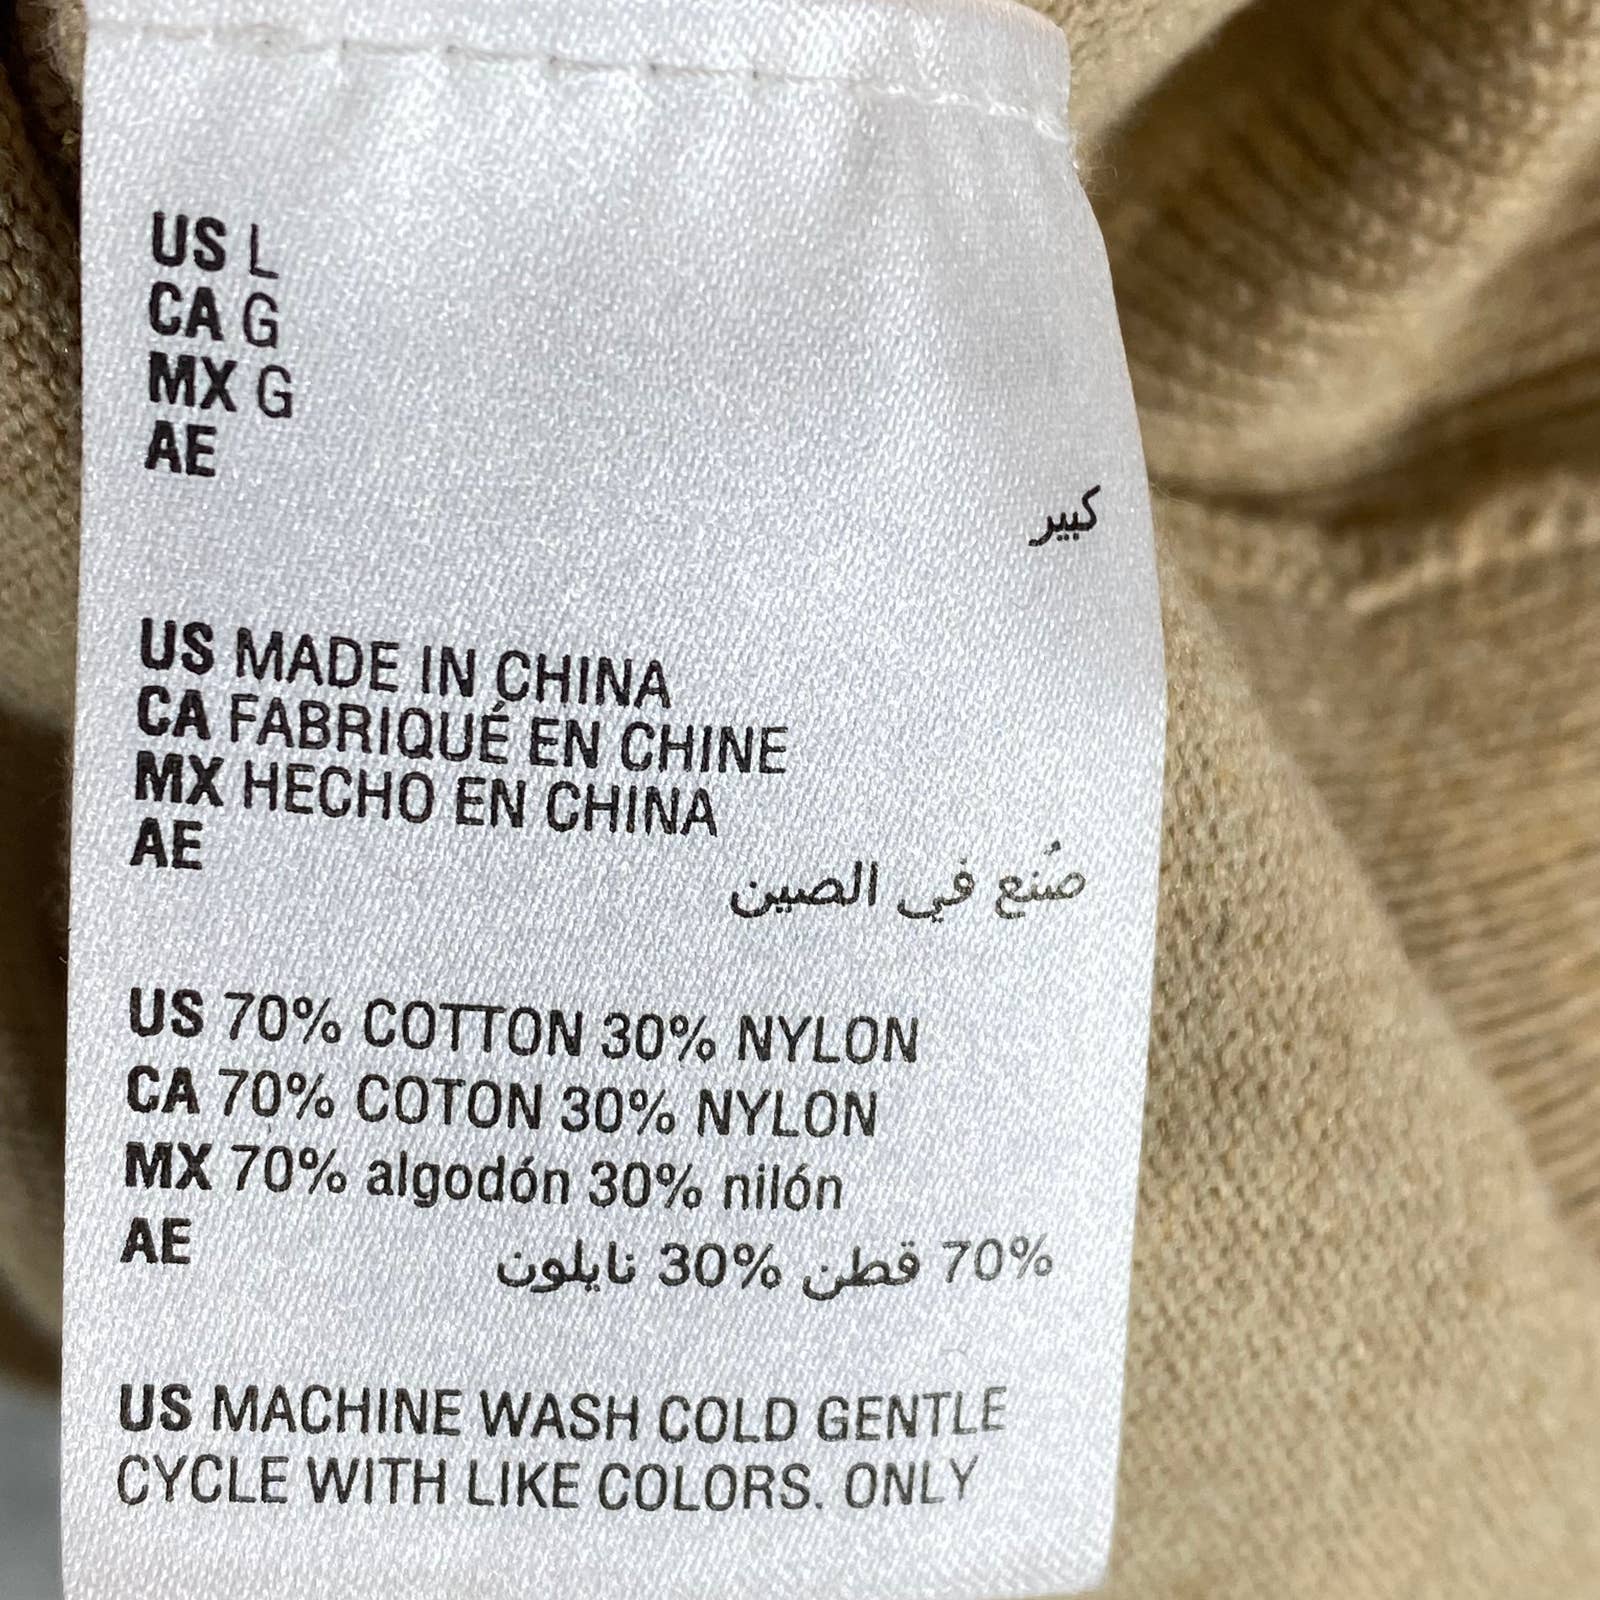 US L
CA G
MX G
AE
كبير
US MADE IN CHINA
CA FABRIQUÉ EN CHINE
MX HECHO EN CHINA
AE
صُنع في الصين
US 70% COTTON 30% NYLON
CA 70% COTON 30% NYLON
MX 70% algodón 30% nilón
AE 70% قطن 30% نايلون
US MACHINE WASH COLD GENTLE
CYCLE WITH LIKE COLORS. ONLY